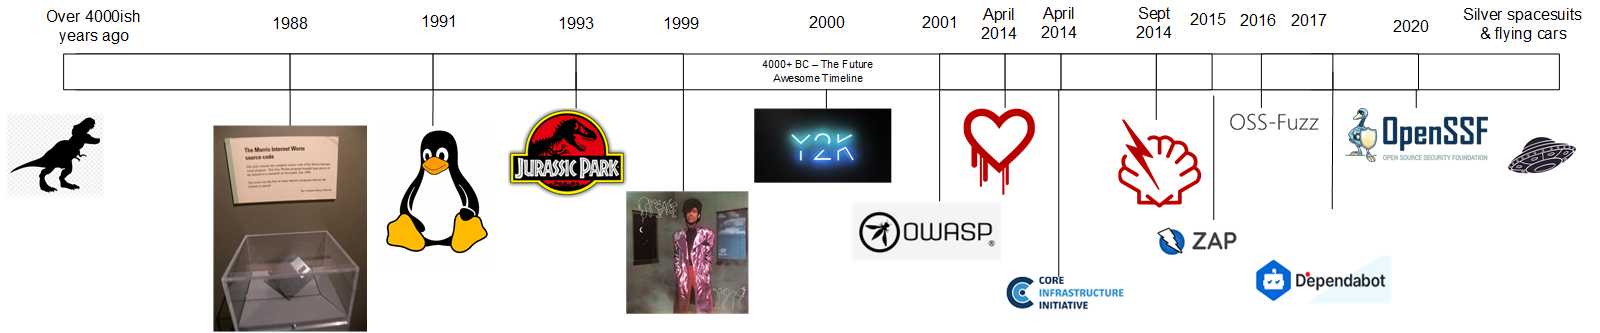 Over 4000ish
years ago
1988
1991
1993
1999
2000
2001
April
2014
April
2014
Sept
2014
2015
2016
2017
2020
Silver spacesuits
& flying cars
4000+ BC – The Future
Awesome Timeline
The Morris Internet Worm
source code
JURASSIC PARK
Y2K
OWASP
®
CORE
INFRASTRUCTURE
INITIATIVE
ZAP
OSS-Fuzz
Dependabot
OpenSSF
OPEN SOURCE SECURITY FOUNDATION